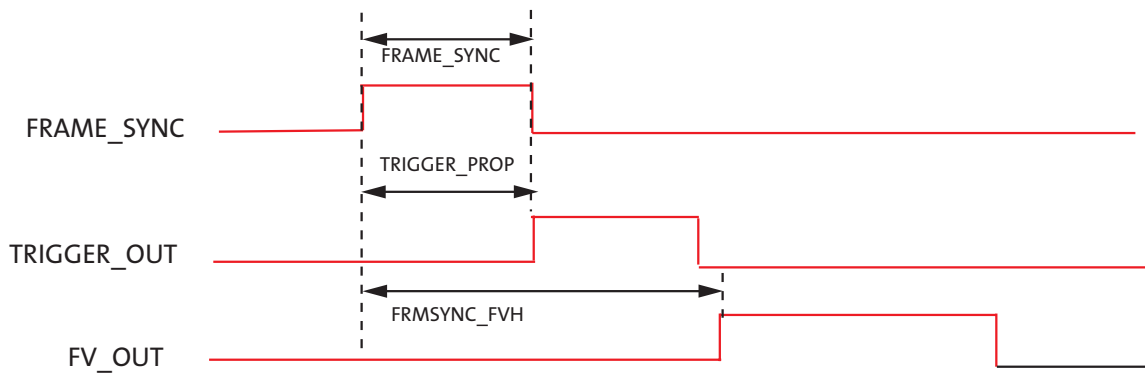 FRAME_SYNC
FRAME_SYNC
TRIGGER_PROP
TRIGGER_OUT
FRMSYNC_FVH
FV_OUT